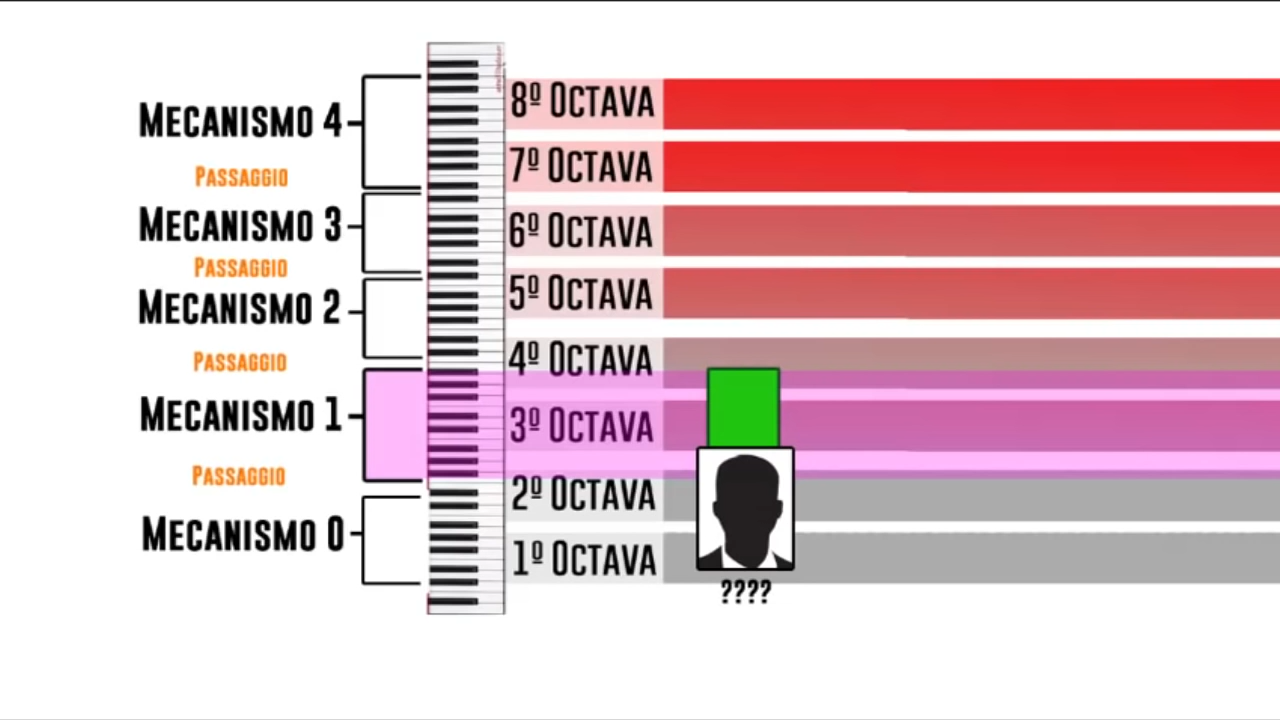 Mecanismo 4
Passaggio
Mecanismo 3
Passaggio
Mecanismo 2
Passaggio
Mecanismo 1
Passaggio
Mecanismo 0
8º Octava
7º Octava
6º Octava
5º Octava
4º Octava
3º Octava
2º Octava
1º Octava
????